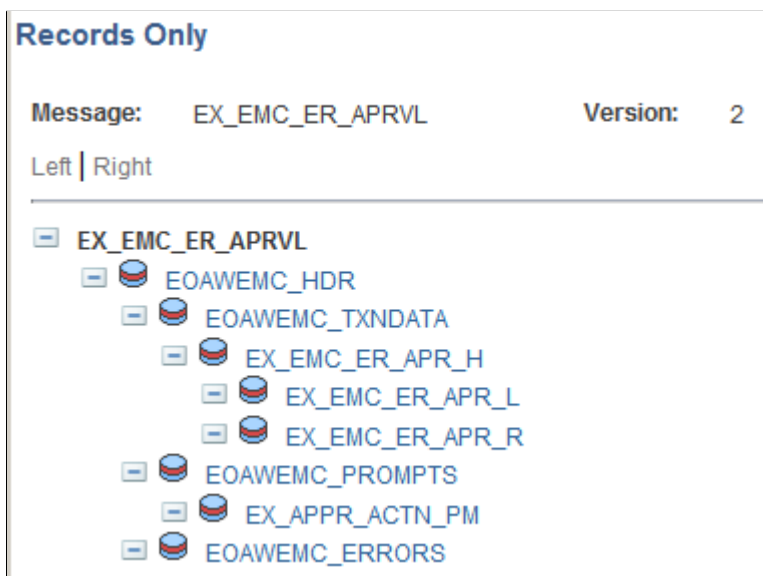 Records Only
Message: EX_EMC_ER_APRVL Version: 2
Left | Right
EX_EMC_ER_APRVL
EOAWEMC_HDR
EOAWEMC_TXNDATA
EX_EMC_ER_APR_H
EX_EMC_ER_APR_L
EX_EMC_ER_APR_R
EOAWEMC_PROMPTS
EX_APPR_ACTN_PM
EOAWEMC_ERRORS